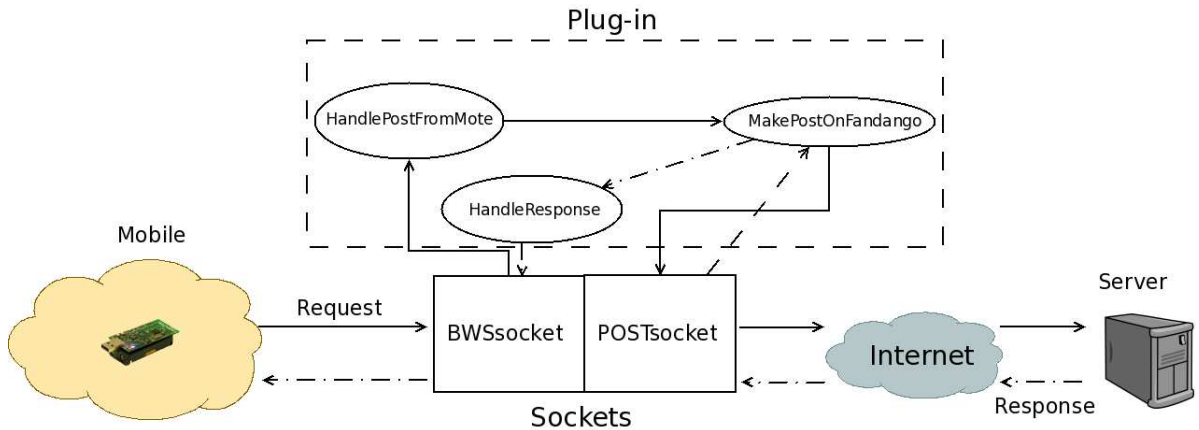 Plug-in
HandlePostFromMote
MakePostOnFandango
HandleResponse
Mobile
Server
Request
BWSsocket
POSTsocket
Internet
Response
Sockets